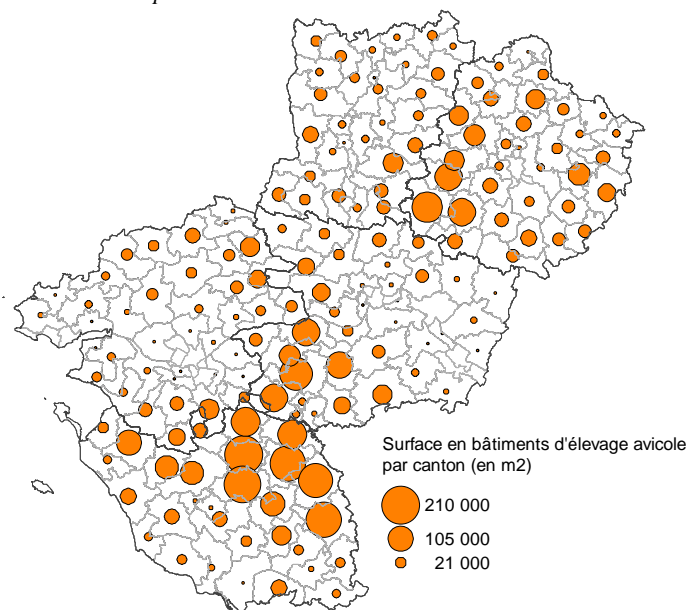 Surface en bâtiments d'élevage avicole
par canton (en m2)
210 000
105 000
21 000